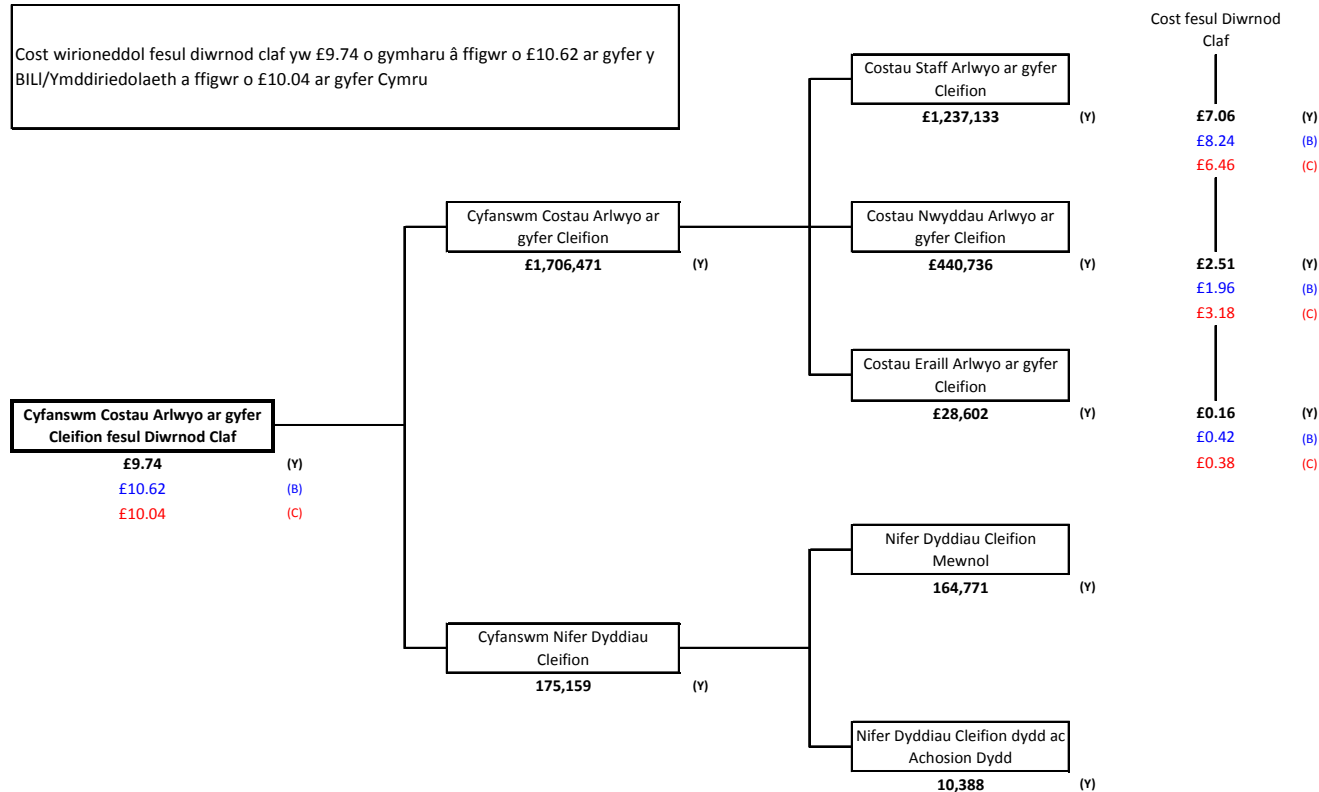 Cost wirioneddol fesul diwrnod claf yw £9.74 o gymharu â ffigwr o £10.62 ar gyfer y
BILl/Ymddiriedolaeth a ffigwr o £10.04 ar gyfer Cymru
Cost fesul Diwrnod
Claf
Costau Staff Arlwyo ar gyfer
Cleifion
£1,237,133 (Y)
£7.06 (Y)
£8.24 (B)
£6.46 (C)
Cyfanswm Costau Arlwyo ar
gyfer Cleifion
£1,706,471 (Y)
Costau Nwyddau Arlwyo ar
gyfer Cleifion
£440,736 (Y)
£2.51 (Y)
£1.96 (B)
£3.18 (C)
Costau Eraill Arlwyo ar gyfer
Cleifion
£28,602 (Y)
£0.16 (Y)
£0.42 (B)
£0.38 (C)
Cyfanswm Costau Arlwyo ar gyfer
Cleifion fesul Diwrnod Claf
£9.74 (Y)
£10.62 (B)
£10.04 (C)
Nifer Dyddiau Cleifion
Mewnol
164,771 (Y)
Cyfanswm Nifer Dyddiau
Cleifion
175,159 (Y)
Nifer Dyddiau Cleifion dydd ac
Achosion Dydd
10,388 (Y)